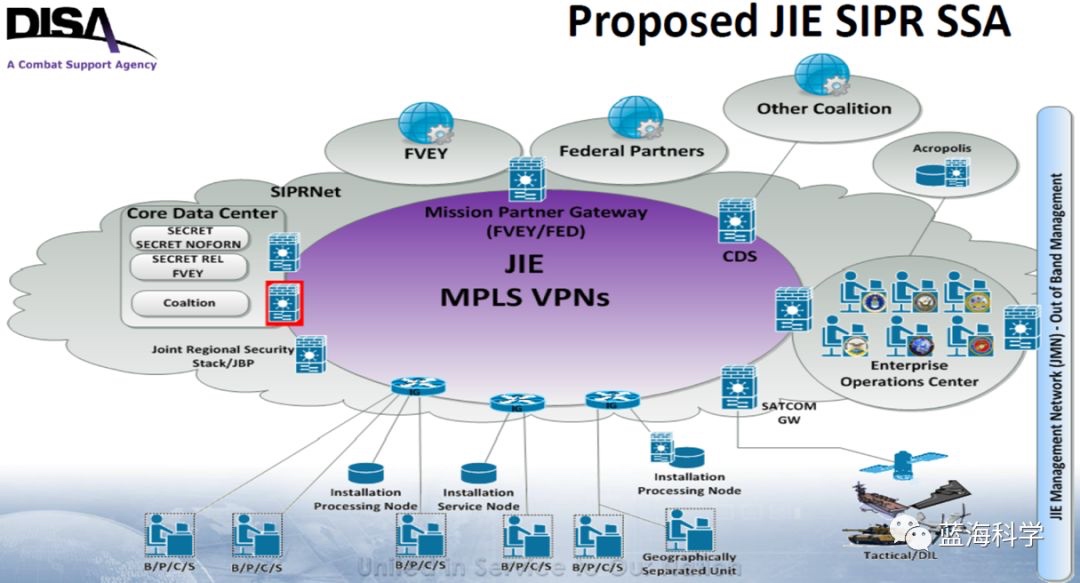 DISA
A Combat Support Agency
Proposed JIE SIPR SSA
FVEY
Federal Partners
Other Coalition
Acropolis
SIPRNet
Core Data Center
SECRET
SECRET NOFORN
SECRET REL
FVEY
Coaltion
Mission Partner Gateway
(FVEY/FED)
JIE
MPLS VPNs
CDS
Joint Regional Security
Stack/JBP
Enterprise
Operations Center
SATCOM
GW
IG
IG
IG
Installation
Processing Node
Installation
Service Node
Installation
Processing Node
B/P/C/S
B/P/C/S
B/P/C/S
B/P/C/S
B/P/C/S
Geographically
Separated Unit
Tactical/DIL
JIE Management Network (JMN) - Out of Band Management
United in Service to Our Nation
蓝海科学